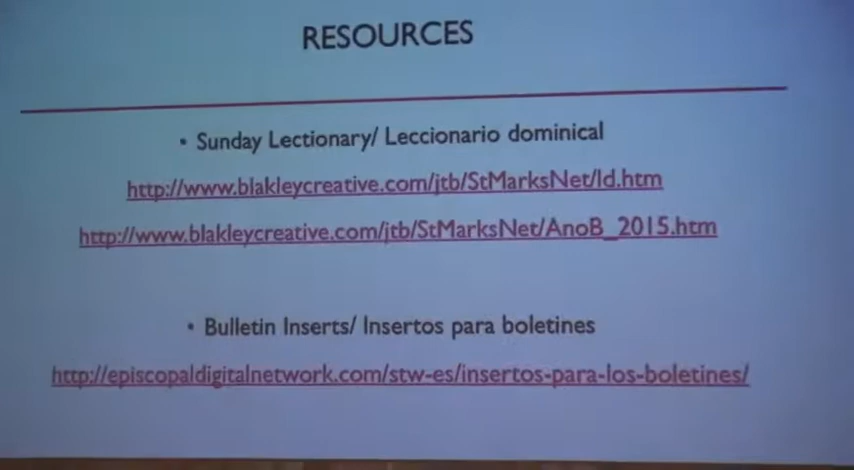 RESOURCES
• Sunday Lectionary/ Leccionario dominical
http://www.blakleycreative.com/jtb/StMarksNet/ld.htm
http://www.blakleycreative.com/jtb/StMarksNet/AnoB_2015.htm
• Bulletin Inserts/ Insertos para boletines
http://episcopaldigitalnetwork.com/stw-es/insertos-para-los-boletines/